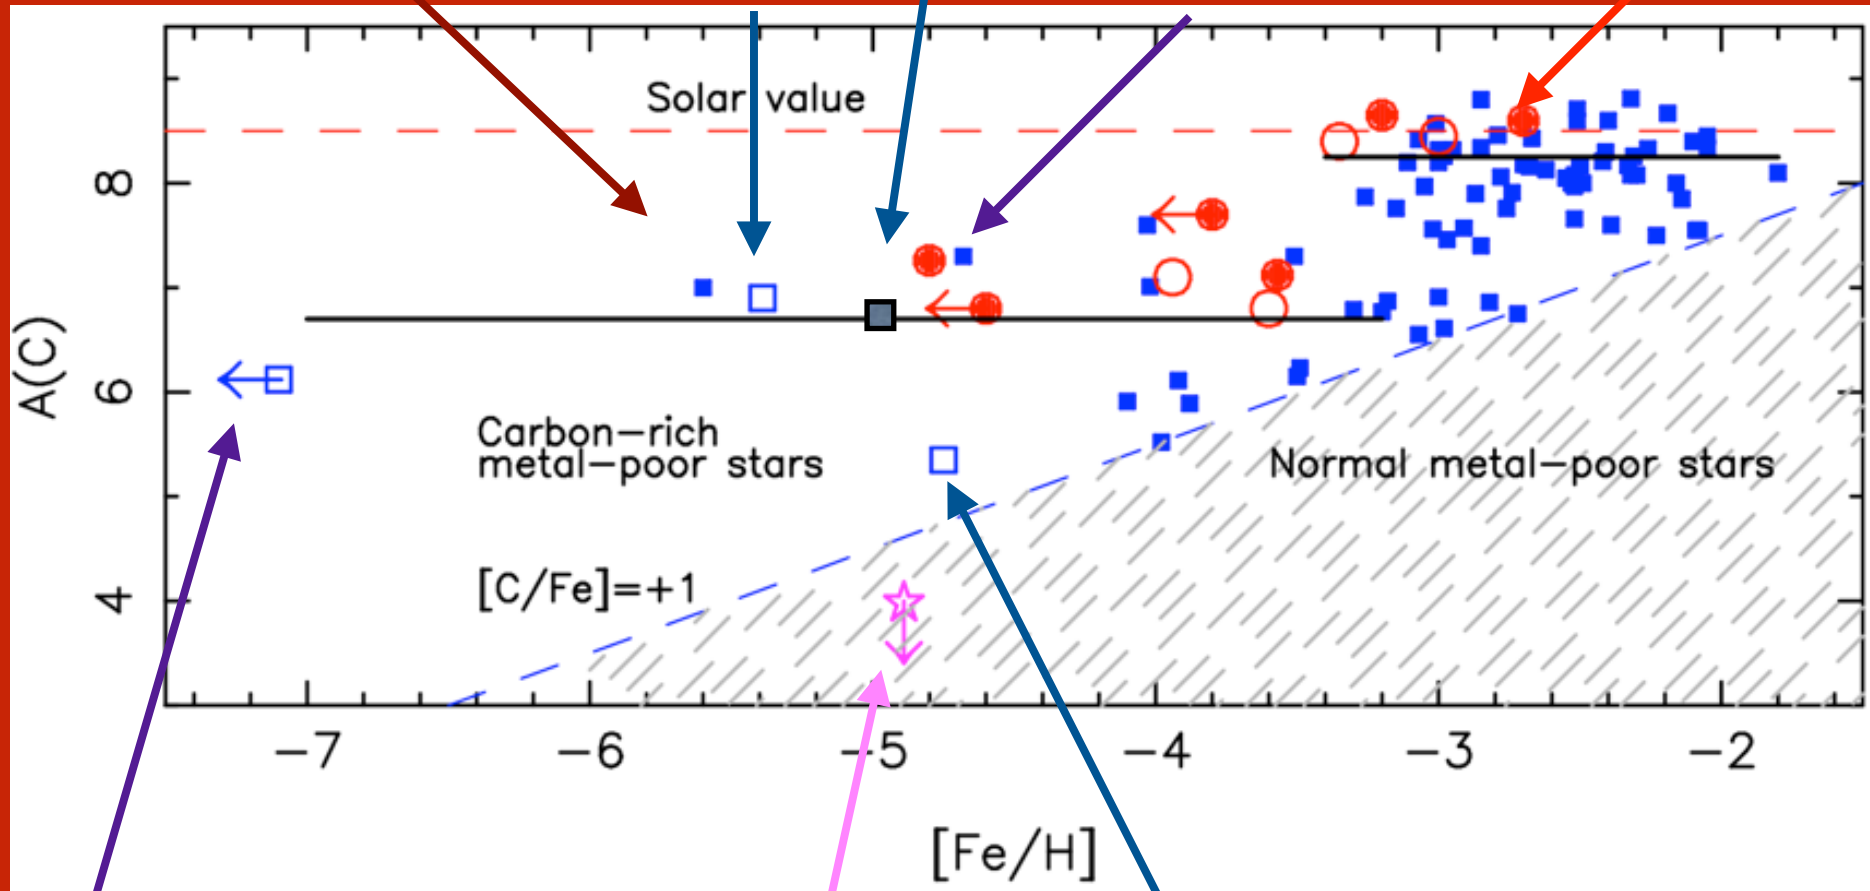 Solar value
8
A(C)
6
Carbon-rich
metal-poor stars
Normal metal-poor stars
[C/Fe]=+1
4
-7 -6 -5 -4 -3 -2
[Fe/H]